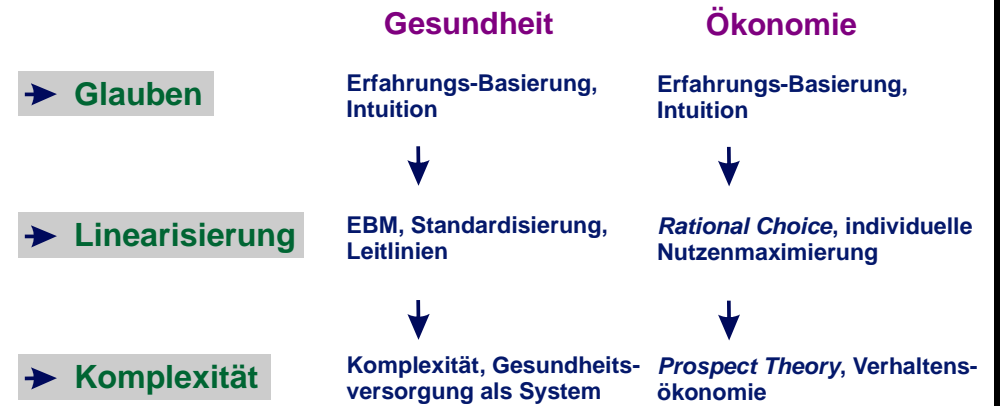 Gesundheit Ökonomie
Glauben
Erfahrungs-Basierung,
Intuition
Erfahrungs-Basierung,
Intuition
Linearisierung
EBM, Standardisierung,
Leitlinien
Rational Choice, individuelle
Nutzenmaximierung
Komplexität
Komplexität, Gesundheits-
versorgung als System
Prospect Theory, Verhaltens-
ökonomie